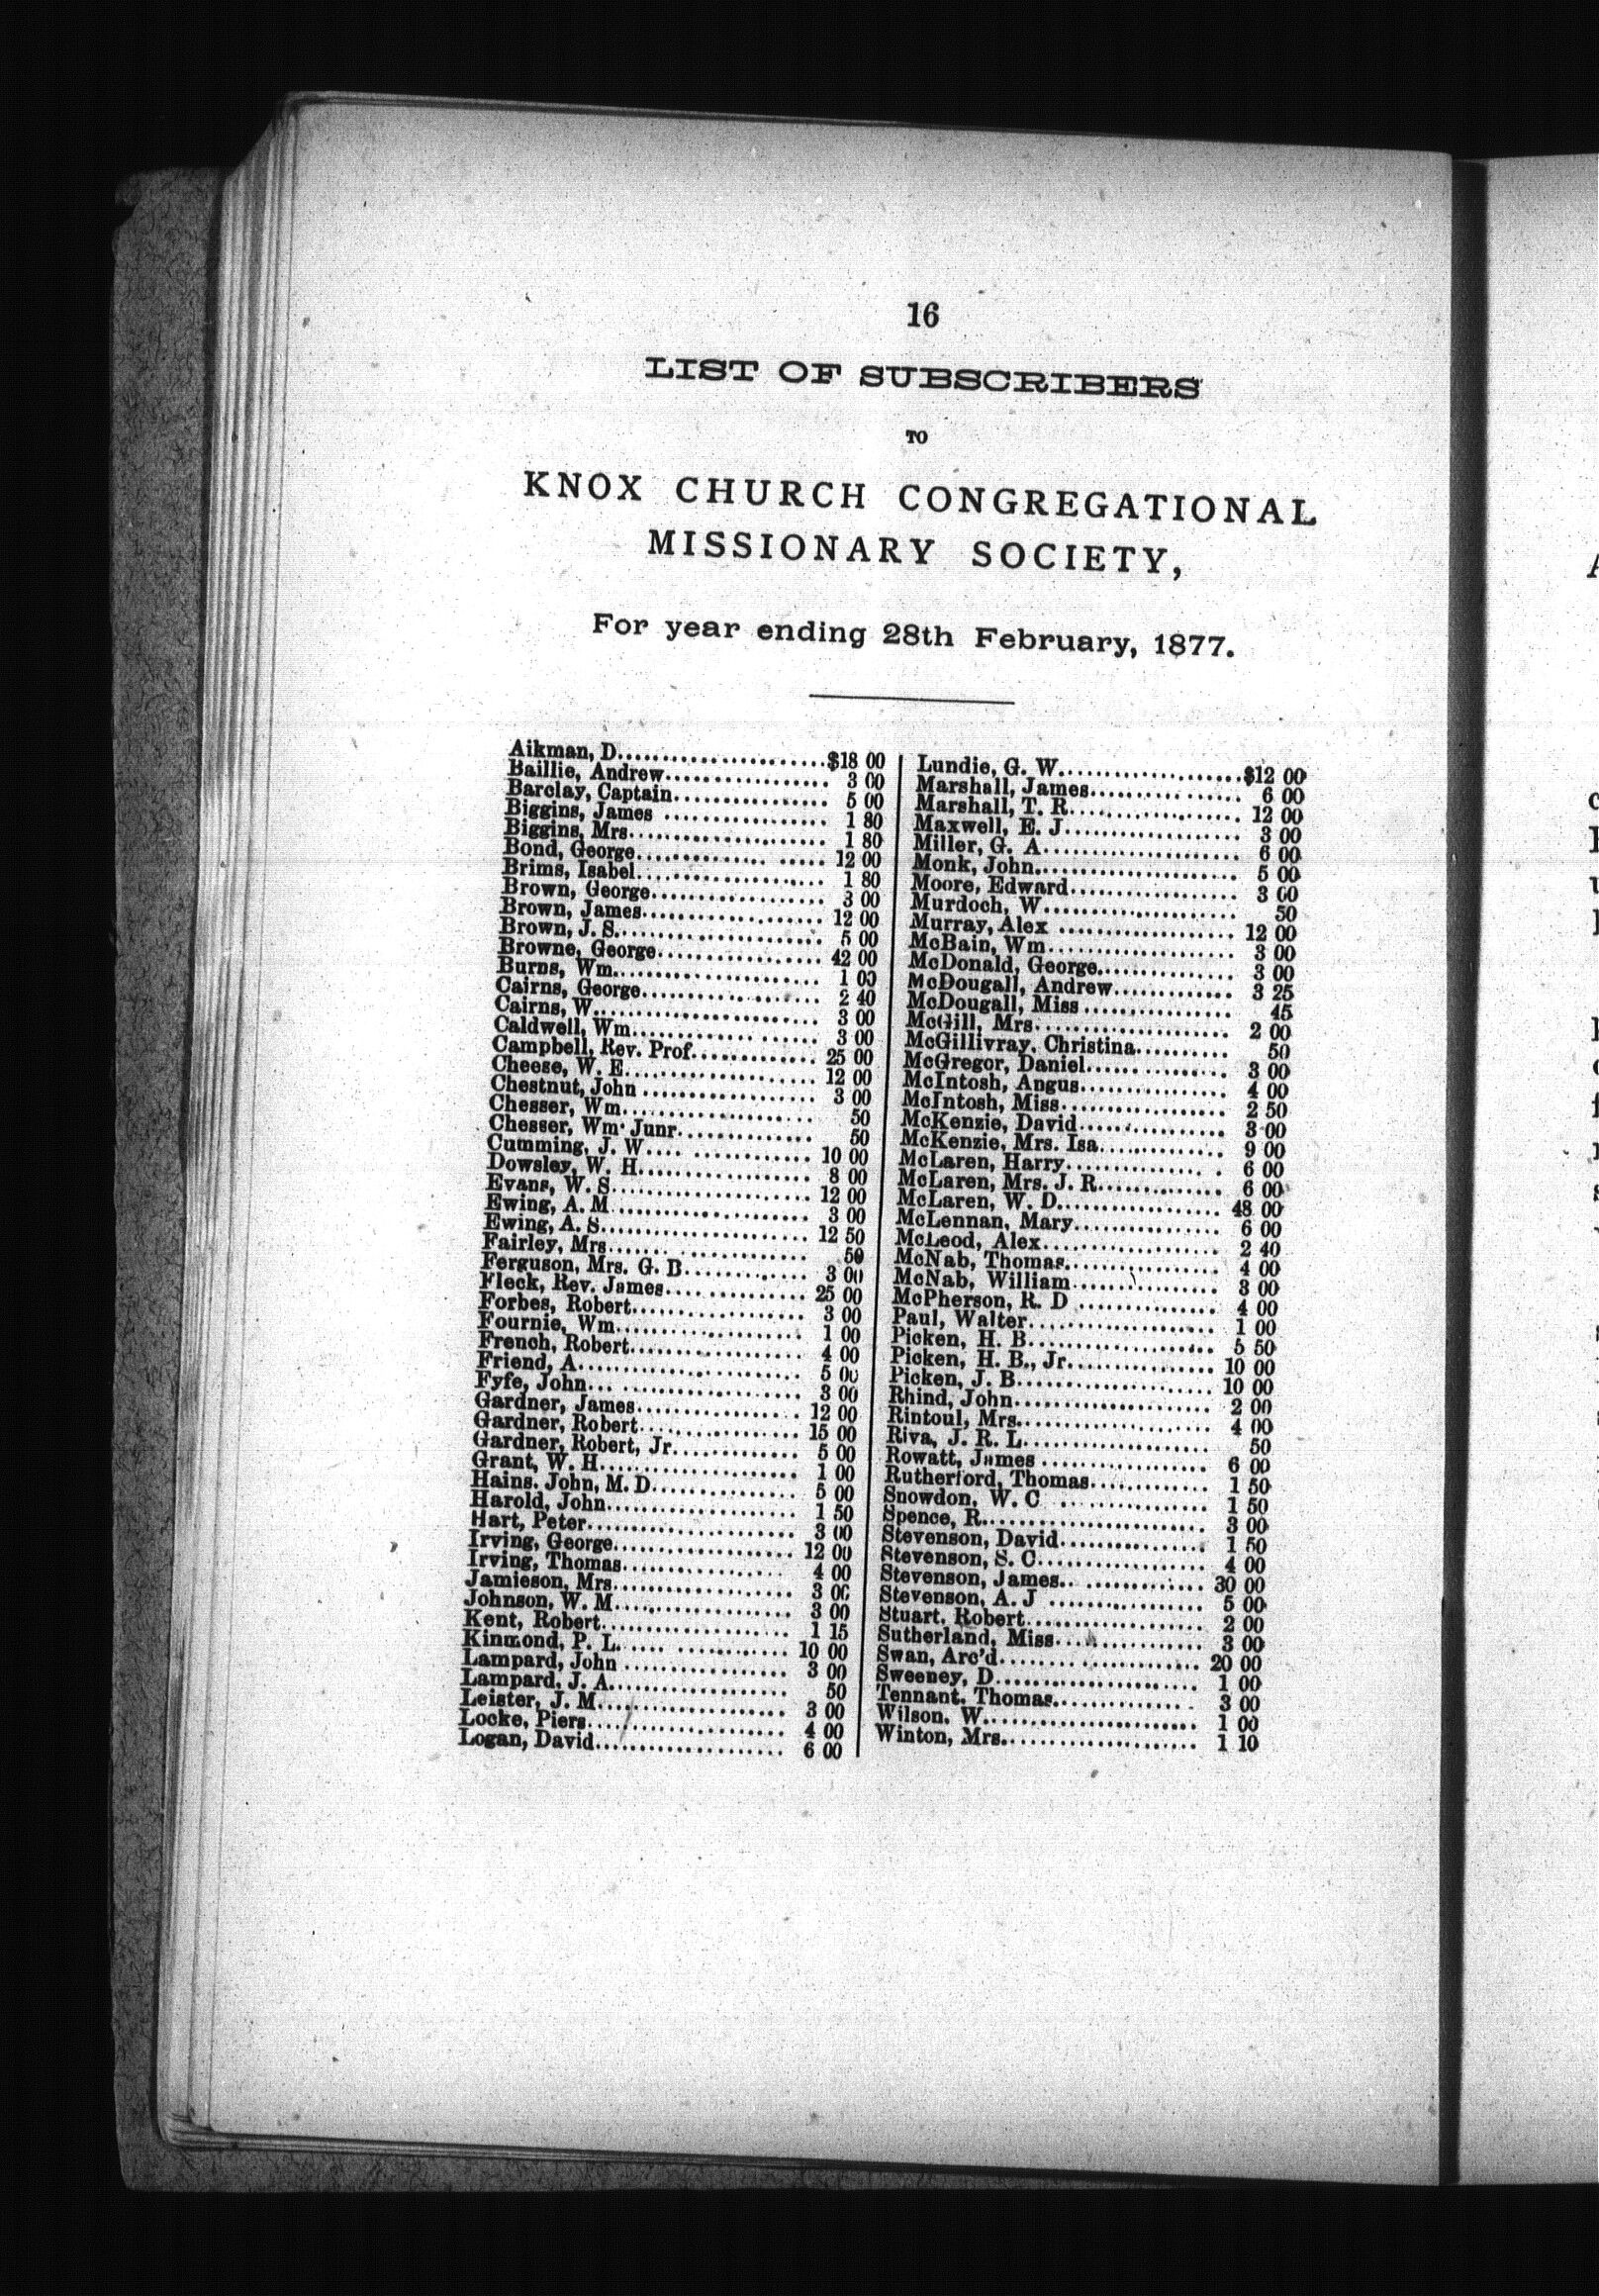 16
LIST OF SUBSCRIBERS
TO
KNOX CHURCH CONGREGATIONAL
MISSIONARY SOCIETY,
For year ending 28th February, 1877.
Aikman, D........................$18 00
Baillie, Andrew.................. 3 00
Barclay, Captain................. 5 00
Biggins, James .................. 1 80
Biggins, Mrs..................... 1 80
Bond, George..................... 12 00
Brims, Isabel.................... 1 80
Brown, George.................... 3 00
Brown, James..................... 12 00
Brown, J. S...................... 5 00
Browne, George................... 42 00
Burns, Wm........................ 1 00
Cairns, George................... 2 40
Cairns, W........................ 3 00
Caldwell, Wm..................... 3 00
Campbell, Rev. Prof.............. 25 00
Cheese, W. E..................... 12 00
Chestnut, John .................. 3 00
Chesser, Wm...................... 50
Chesser, Wm. Junr................ 50
Cumming, J. W.................... 10 00
Dowsley, W. H.................... 8 00
Evans, W. S...................... 12 00
Ewing, A. M...................... 3 00
Ewing, A. S...................... 12 50
Fairley, Mrs..................... 50
Ferguson, Mrs. G. B.............. 3 00
Fleck, Rev. James................ 25 00
Forbes, Robert................... 3 00
Fournie, Wm...................... 1 00
French, Robert................... 4 00
Friend, A........................ 5 00
Fyfe, John....................... 3 00
Gardner, James................... 12 00
Gardner, Robert.................. 15 00
Gardner, Robert, Jr.............. 5 00
Grant, W. H...................... 1 00
Hains. John, M. D................ 5 00
Harold, John..................... 1 50
Hart, Peter...................... 3 00
Irving, George................... 12 00
Irving, Thomas................... 4 00
Jamieson, Mrs.................... 3 00
Johnson, W. M.................... 3 00
Kent, Robert..................... 1 15
Kinmond, P. L.................... 10 00
Lampard, John ................... 3 00
Lampard, J. A.................... 50
Leister, J. M.................... 3 00
Locke, Piers..................... 4 00
Logan, David..................... 6 00
Lundie, G. W.....................$12 00
Marshall, James.................. 6 00
Marshall, T. R................... 12 00
Maxwell, E. J.................... 3 00
Miller, G. A..................... 6 00
Monk, John....................... 5 00
Moore, Edward.................... 3 00
Murdoch, W....................... 50
Murray, Alex .................... 12 00
McBain, Wm....................... 3 00
McDonald, George................. 3 00
McDougall, Andrew................ 3 25
McDougall, Miss ................. 45
McGill, Mrs...................... 2 00
McGillivray, Christina........... 50
McGregor, Daniel................. 3 00
McIntosh, Angus.................. 4 00
McIntosh, Miss................... 2 50
McKenzie, David.................. 3 00
McKenzie, Mrs. Isa............... 9 00
McLaren, Harry................... 6 00
McLaren, Mrs. J. R............... 6 00
McLaren, W. D.................... 48 00
McLennan, Mary................... 6 00
McLeod, Alex..................... 2 40
McNab, Thomas.................... 4 00
McNab, William................... 3 00
McPherson, R. D ................. 4 00
Paul, Walter..................... 1 00
Picken, H. B..................... 5 50
Picken, H. B., Jr................ 10 00
Picken, J. B..................... 10 00
Rhind, John...................... 2 00
Rintoul, Mrs..................... 4 00
Riva, J. R. L.................... 50
Rowatt, James ................... 6 00
Rutherford, Thomas............... 1 50
Snowdon, W. C ................... 1 50
Spence, R........................ 3 00
Stevenson, David................. 1 50
Stevenson, S. C.................. 4 00
Stevenson, James................. 30 00
Stevenson, A. J ................. 5 00
Stuart, Robert................... 2 00
Sutherland, Miss................. 3 00
Swan, Arc'd...................... 20 00
Sweeney, D....................... 1 00
Tennant. Thomas.................. 3 00
Wilson. W........................ 1 00
Winton, Mrs...................... 1 10